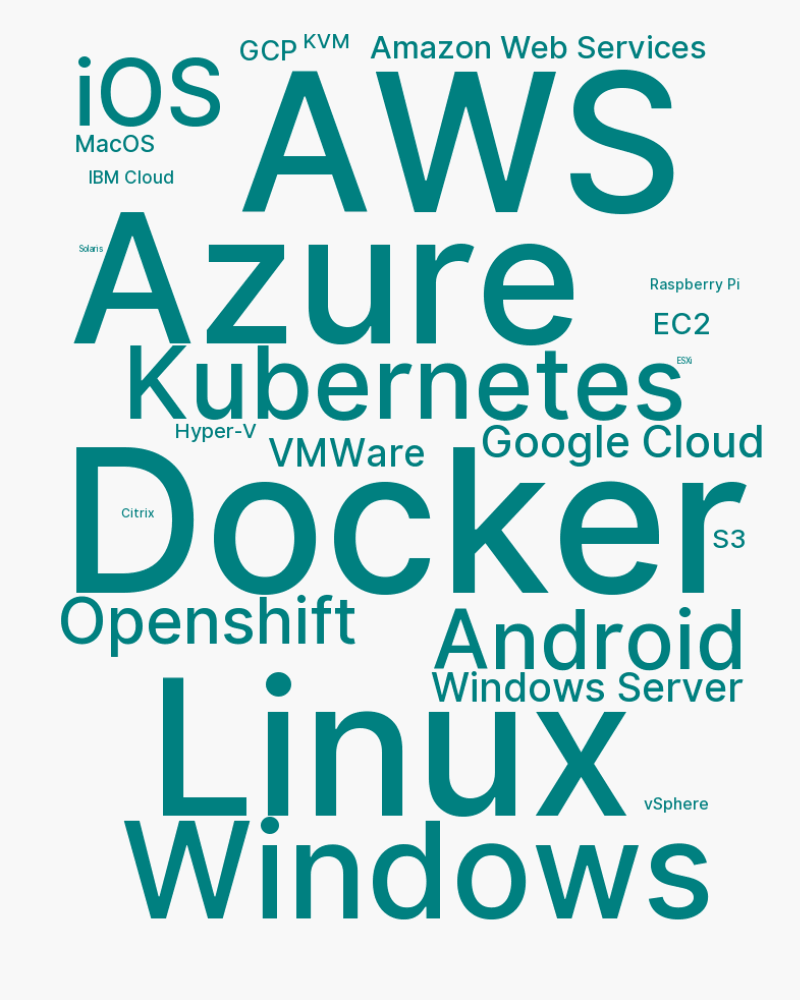 GCP KVM Amazon Web Services
iOS AWS
MacOS
IBM Cloud
Solaris Azure
Raspberry Pi
EC2
Kubernetes ESXi
Hyper-V VMWare Google Cloud
Docker
Citrix
S3
Openshift Android
Windows Server
Linux
vSphere
Windows